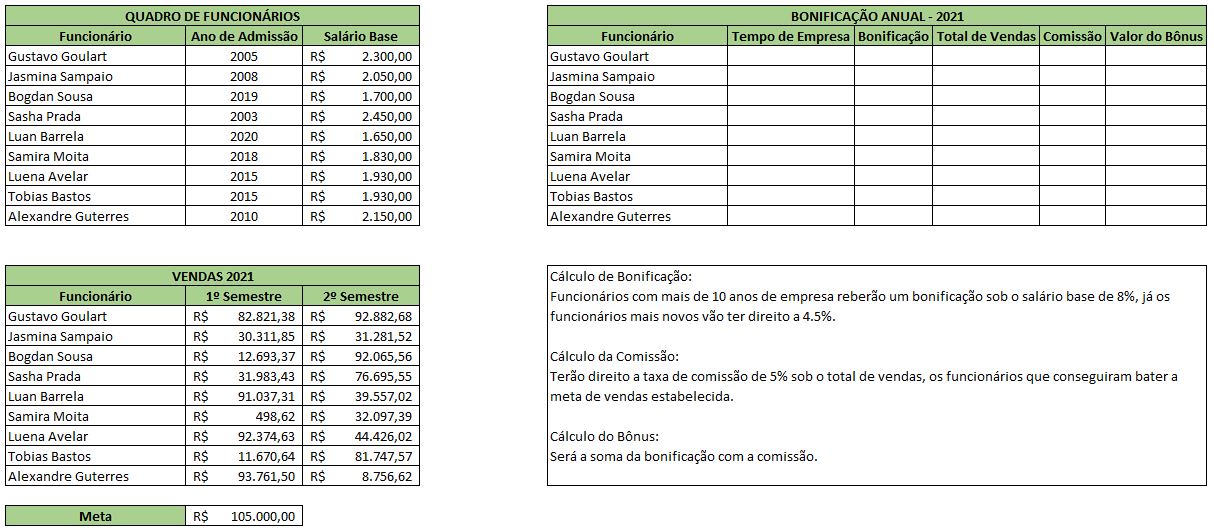 QUADRO DE FUNCIONÁRIOS
Funcionário Ano de Admissão Salário Base
Gustavo Goulart 2005 R$ 2.300,00
Jasmina Sampaio 2008 R$ 2.050,00
Bogdan Sousa 2019 R$ 1.700,00
Sasha Prada 2003 R$ 2.450,00
Luan Barrela 2020 R$ 1.650,00
Samira Moita 2018 R$ 1.830,00
Luena Avelar 2015 R$ 1.930,00
Tobias Bastos 2015 R$ 1.930,00
Alexandre Guterres 2010 R$ 2.150,00
BONIFICAÇÃO ANUAL - 2021
Funcionário Tempo de Empresa Bonificação Total de Vendas Comissão Valor do Bônus
Gustavo Goulart
Jasmina Sampaio
Bogdan Sousa
Sasha Prada
Luan Barrela
Samira Moita
Luena Avelar
Tobias Bastos
Alexandre Guterres
VENDAS 2021
Funcionário 1º Semestre 2º Semestre
Gustavo Goulart R$ 82.821,38 R$ 92.882,68
Jasmina Sampaio R$ 30.311,85 R$ 31.281,52
Bogdan Sousa R$ 12.693,37 R$ 92.065,56
Sasha Prada R$ 31.983,43 R$ 76.695,55
Luan Barrela R$ 91.037,31 R$ 39.557,02
Samira Moita R$ 498,62 R$ 32.097,39
Luena Avelar R$ 92.374,63 R$ 44.426,02
Tobias Bastos R$ 11.670,64 R$ 81.747,57
Alexandre Guterres R$ 93.761,50 R$ 8.756,62
Meta R$ 105.000,00
Cálculo de Bonificação:
Funcionários com mais de 10 anos de empresa reberão um bonificação sob o salário base de 8%, já os
funcionários mais novos vão ter direito a 4.5%.
Cálculo da Comissão:
Terão direito a taxa de comissão de 5% sob o total de vendas, os funcionários que conseguiram bater a
meta de vendas estabelecida.
Cálculo do Bônus:
Será a soma da bonificação com a comissão.